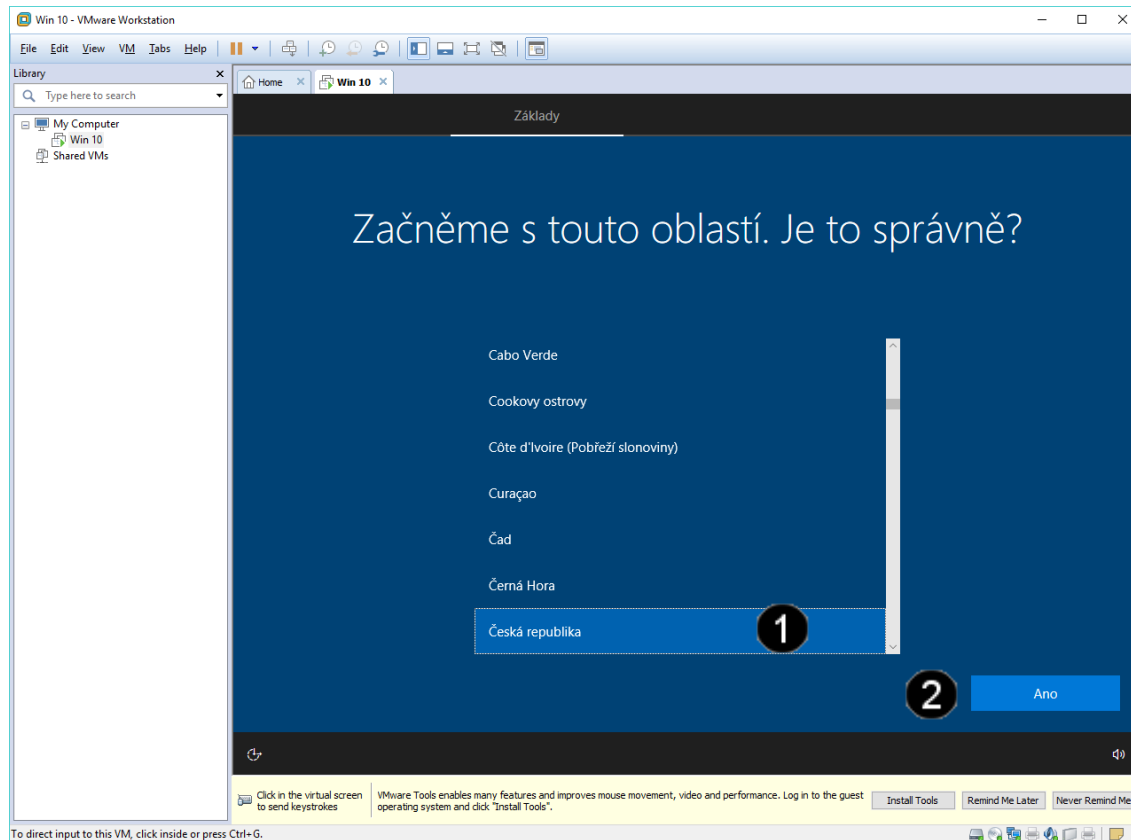 Win 10 - VMware Workstation
File Edit View VM Tabs Help
Library
Home
Win 10
Type here to search
My Computer
Win 10
Shared VMs
Základy
Začněme s touto oblastí. Je to správně?
Cabo Verde
Cookovy ostrovy
Côte d'Ivoire (Pobřeží slonoviny)
Curaçao
Čad
Černá Hora
Česká republika
1
2
Ano
Click in the virtual screen
to send keystrokes
VMware Tools enables many features and improves mouse movement, video and performance. Log in to the guest
operating system and click "Install Tools".
Install Tools
Remind Me Later
Never Remind Me
To direct input to this VM, click inside or press Ctrl+G.